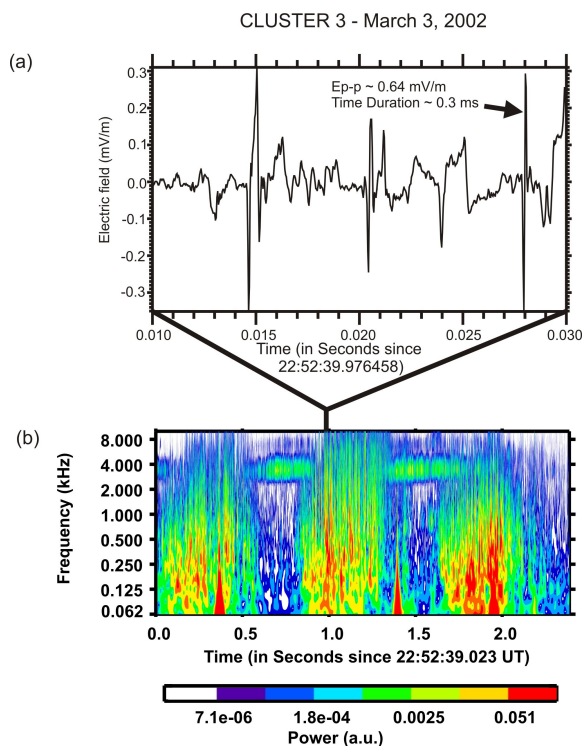 CLUSTER 3 - March 3, 2002
(a)
Ep-p ~ 0.64 mV/m
Time Duration ~ 0.3 ms
Electric field (mV/m)
0.3
0.2
0.1
0.0
-0.1
-0.2
-0.3
0.010 0.015 0.020 0.025 0.030
Time (in Seconds since
22:52:39.976458)
(b)
Frequency (kHz)
8.000
4.000
2.000
1.000
0.500
0.250
0.125
0.062
0.0 0.5 1.0 1.5 2.0
Time (in Seconds since 22:52:39.023 UT)
7.1e-06 1.8e-04 0.0025 0.051
Power (a.u.)